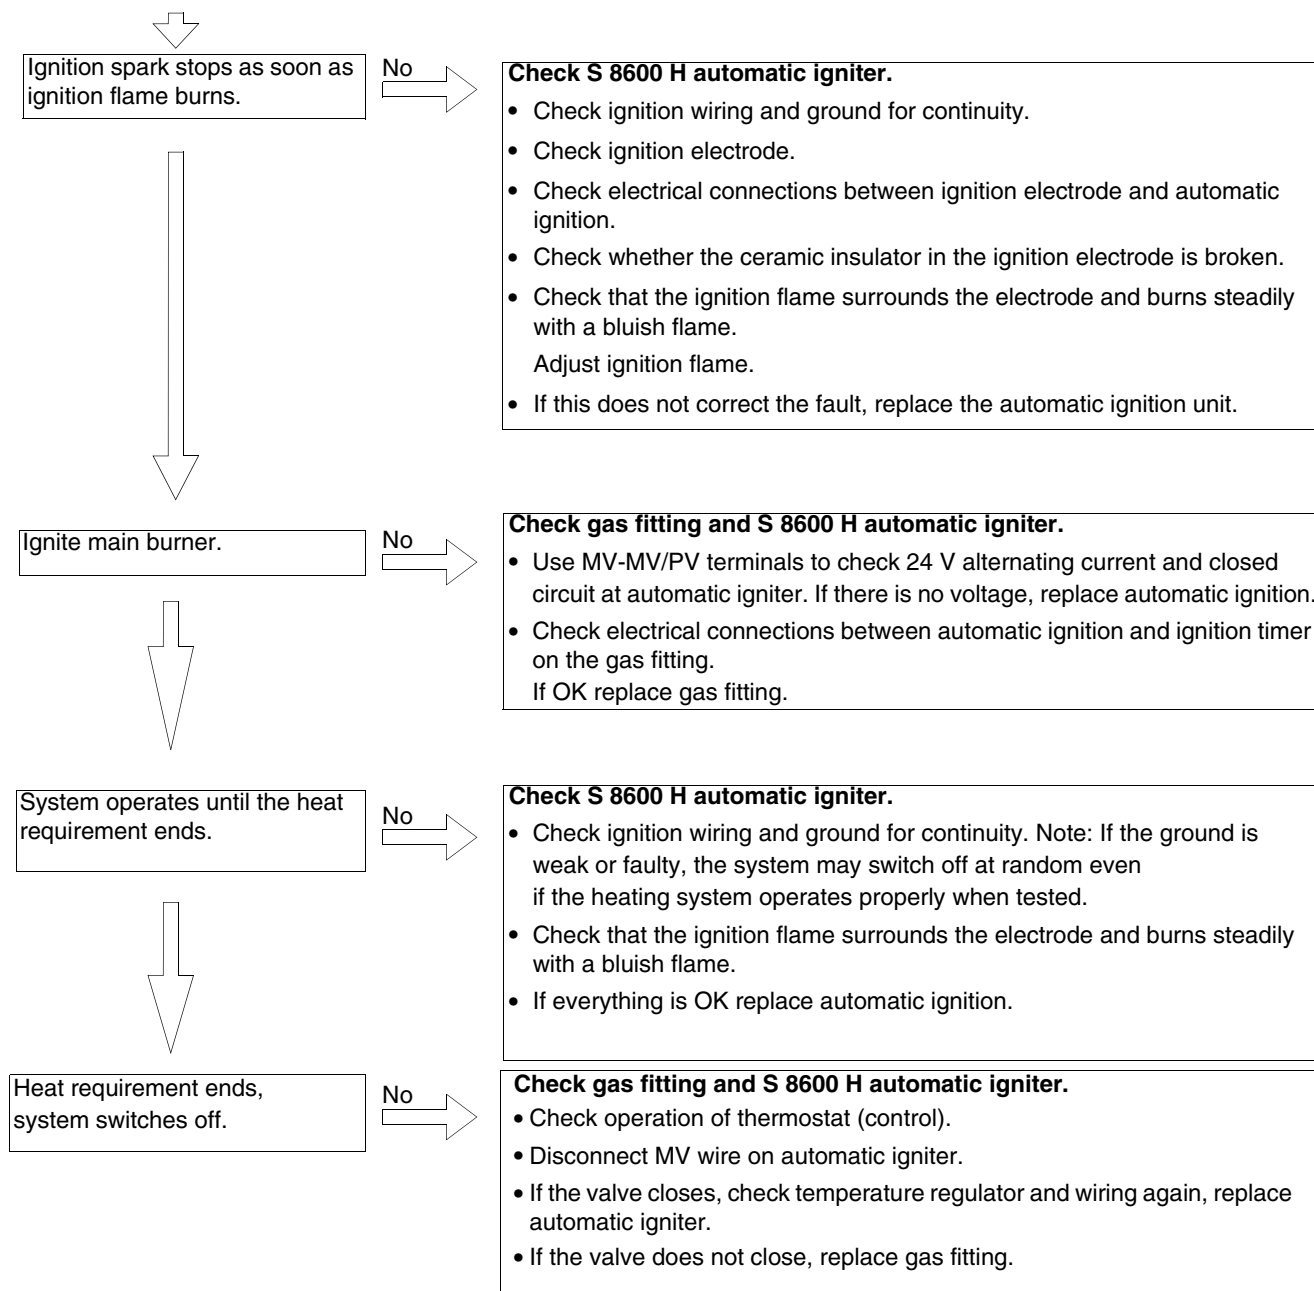 Ignition spark stops as soon as
ignition flame burns.
No
Check S 8600 H automatic igniter.
• Check ignition wiring and ground for continuity.
• Check ignition electrode.
• Check electrical connections between ignition electrode and automatic
ignition.
• Check whether the ceramic insulator in the ignition electrode is broken.
• Check that the ignition flame surrounds the electrode and burns steadily
with a bluish flame.
Adjust ignition flame.
• If this does not correct the fault, replace the automatic ignition unit.
Ignite main burner.
No
Check gas fitting and S 8600 H automatic igniter.
• Use MV-MV/PV terminals to check 24 V alternating current and closed
circuit at automatic igniter. If there is no voltage, replace automatic ignition.
• Check electrical connections between automatic ignition and ignition timer
on the gas fitting.
If OK replace gas fitting.
System operates until the heat
requirement ends.
No
Check S 8600 H automatic igniter.
• Check ignition wiring and ground for continuity. Note: If the ground is
weak or faulty, the system may switch off at random even
if the heating system operates properly when tested.
• Check that the ignition flame surrounds the electrode and burns steadily
with a bluish flame.
• If everything is OK replace automatic ignition.
Heat requirement ends,
system switches off.
No
Check gas fitting and S 8600 H automatic igniter.
• Check operation of thermostat (control).
• Disconnect MV wire on automatic igniter.
• If the valve closes, check temperature regulator and wiring again, replace
automatic igniter.
• If the valve does not close, replace gas fitting.